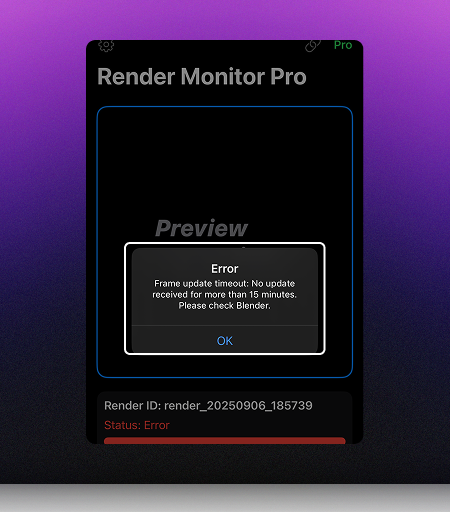 Pro
Render Monitor Pro
Preview
Error
Frame update timeout: No update
received for more than 15 minutes.
Please check Blender.
OK
Render ID: render_20250906_185739
Status: Error